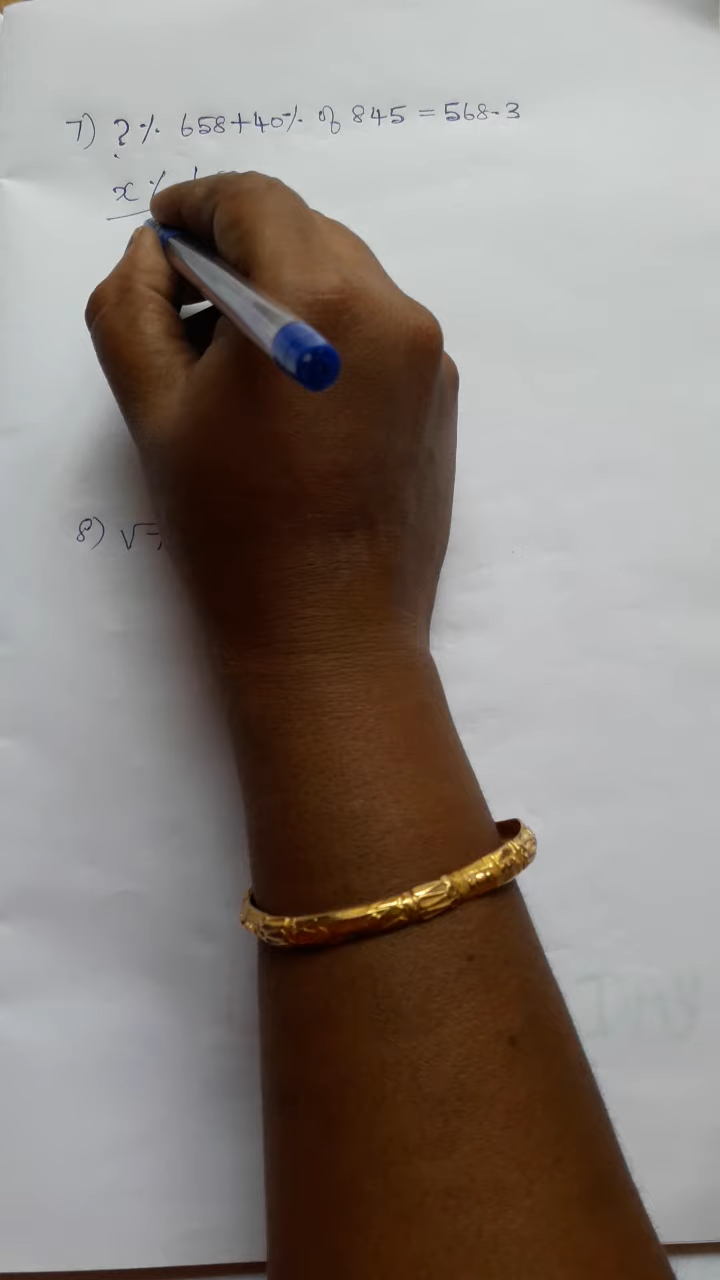 7) ? % 658+40% of 845 = 568.3
x %
8) √